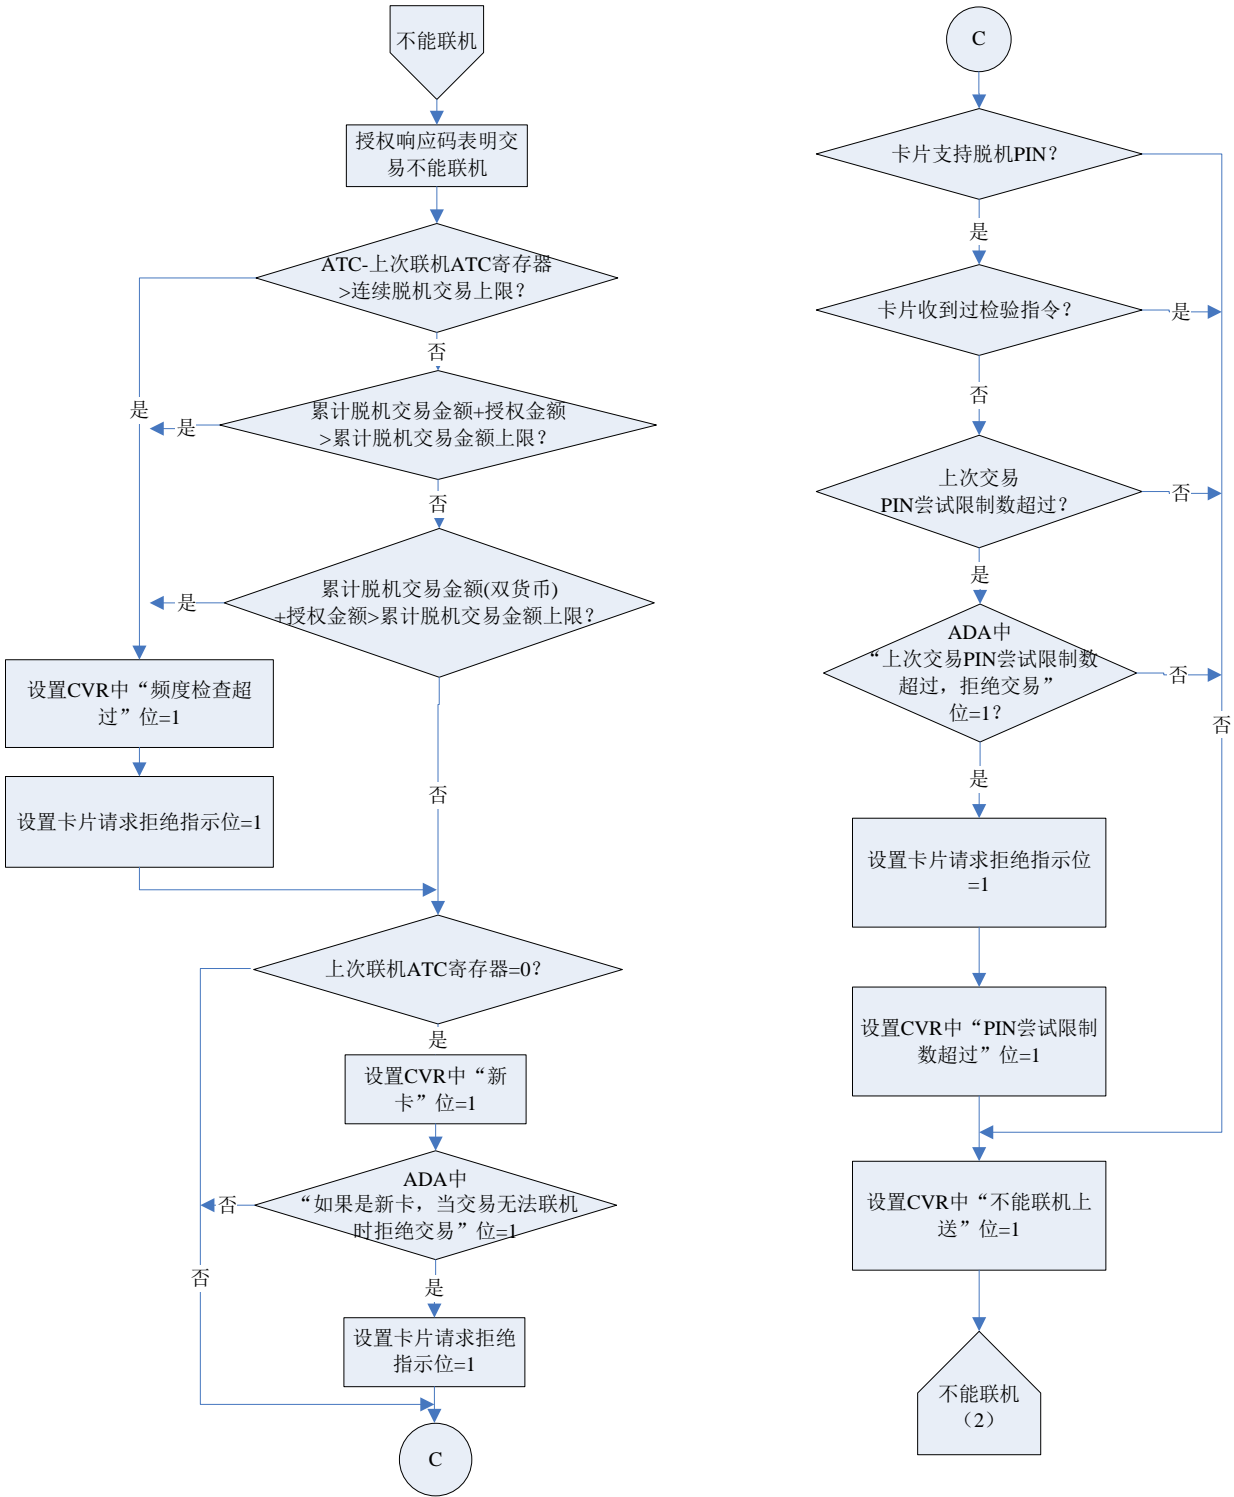 不能联机
授权响应码表明交
易不能联机
ATC-上次联机ATC寄存器
>连续脱机交易上限？
否
是
累计脱机交易金额+授权金额
>累计脱机交易金额上限？
是
否
累计脱机交易金额(双货币)
+授权金额>累计脱机交易金额上限？
是
设置CVR中“频度检查超
过”位=1
设置卡片请求拒绝指示位=1
否
上次联机ATC寄存器=0？
是
设置CVR中“新
卡”位=1
ADA中
“如果是新卡，当交易无法联机
时拒绝交易”位=1
否
否
是
设置卡片请求拒绝
指示位=1
C
C
卡片支持脱机PIN？
是
卡片收到过检验指令？
是
否
上次交易
PIN尝试限制数超过？
否
是
ADA中
“上次交易PIN尝试限制数
超过，拒绝交易”
位=1？
否
否
是
设置卡片请求拒绝指示位
=1
设置CVR中“PIN尝试限制
数超过”位=1
设置CVR中“不能联机上
送”位=1
不能联机
（2）